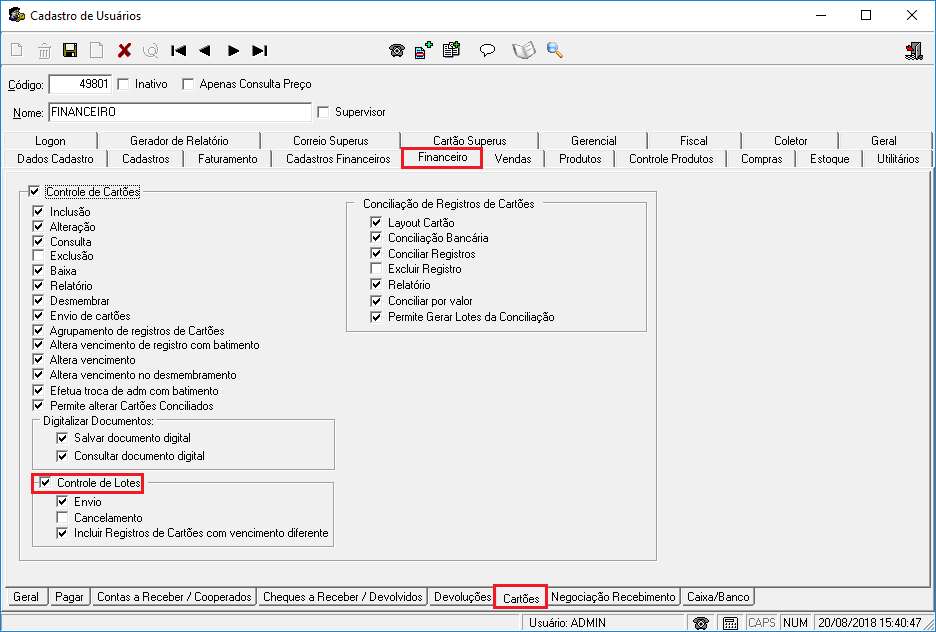 Cadastro de Usuários
Código: 49801 Inativo Apenas Consulta Preço
Nome: FINANCEIRO Supervisor
Logon Gerador de Relatório Correio Superus Cartão Superus Gerencial Fiscal Coletor Geral
Dados Cadastro Cadastros Faturamento Cadastros Financeiros Financeiro Vendas Produtos Controle Produtos Compras Estoque Utilitários
Controle de Cartões
Inclusão
Alteração
Consulta
Exclusão
Baixa
Relatório
Desmembrar
Envio de cartões
Agrupamento de registros de Cartões
Altera vencimento de registro com batimento
Altera vencimento
Altera vencimento no desmembramento
Efetua troca de adm com batimento
Permite alterar Cartões Conciliados
Digitalizar Documentos:
Salvar documento digital
Consultar documento digital
Controle de Lotes
Envio
Cancelamento
Incluir Registros de Cartões com vencimento diferente
Conciliação de Registros de Cartões
Layout Cartão
Conciliação Bancária
Conciliar Registros
Excluir Registro
Relatório
Conciliar por valor
Permite Gerar Lotes da Conciliação
Geral Pagar Contas a Receber / Cooperados Cheques a Receber / Devolvidos Devoluções Cartões Negociação Recebimento Caixa/Banco
Usuário: ADMIN CAPS NUM 20/08/2018 15:40:47